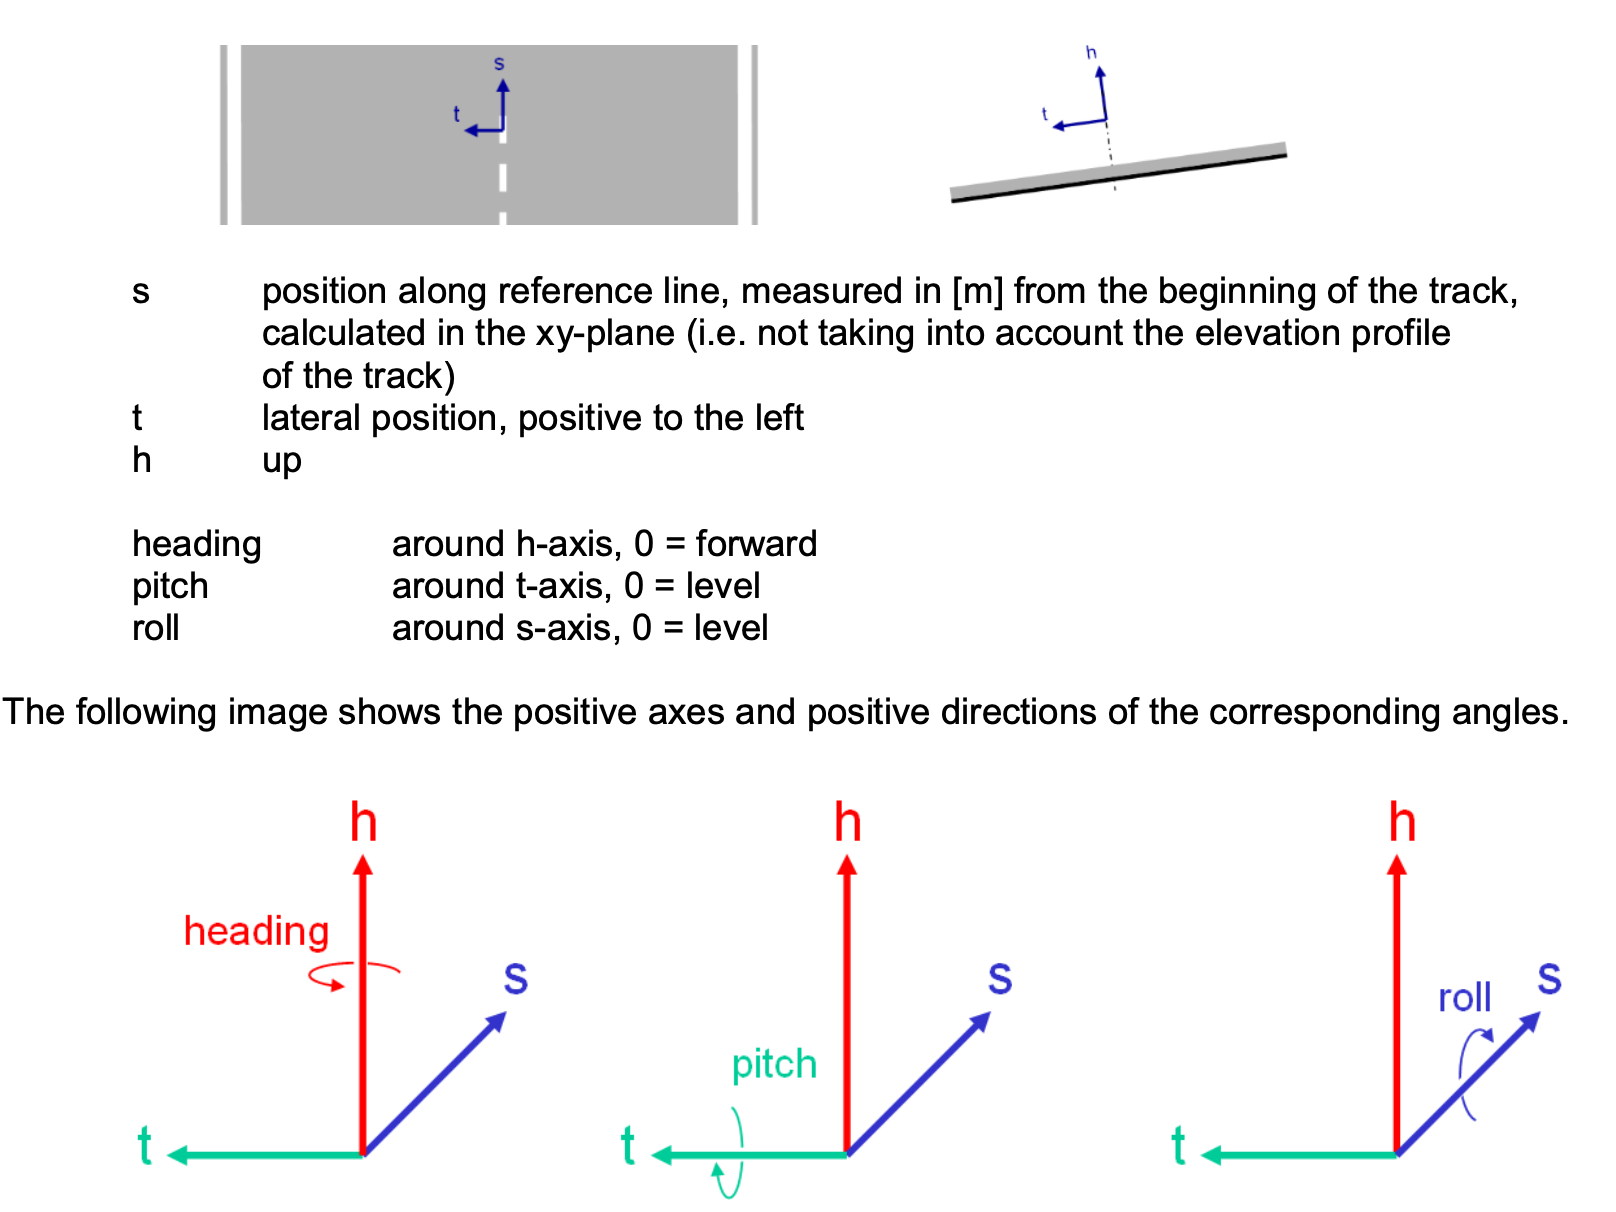 s
t
h
t
s position along reference line, measured in [m] from the beginning of the track,
calculated in the xy-plane (i.e. not taking into account the elevation profile
of the track)
t lateral position, positive to the left
h up
heading around h-axis, 0 = forward
pitch around t-axis, 0 = level
roll around s-axis, 0 = level
The following image shows the positive axes and positive directions of the corresponding angles.
h
heading
s
t
h
s
pitch
t
h
s
roll
t